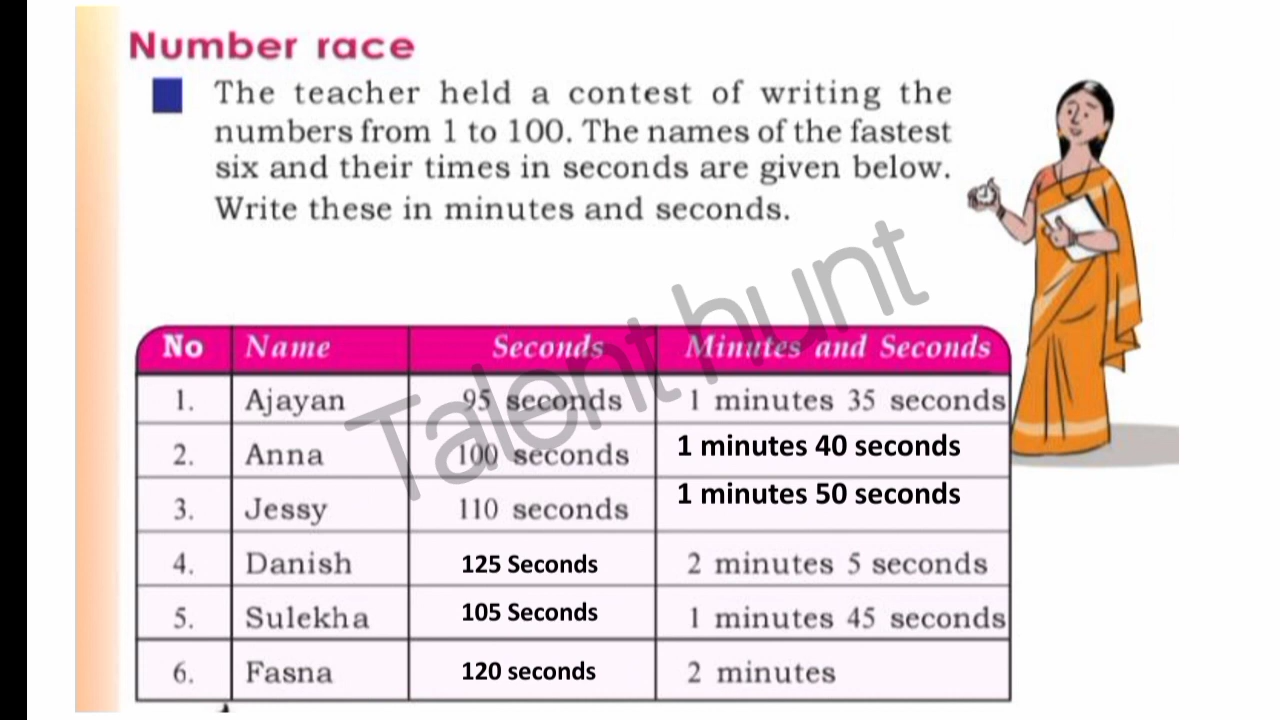 Number race
The teacher held a contest of writing the
numbers from 1 to 100. The names of the fastest
six and their times in seconds are given below.
Write these in minutes and seconds.
Talent hunt
No Name Seconds Minutes and Seconds
1. Ajayan 95 seconds 1 minutes 35 seconds
2. Anna 100 seconds 1 minutes 40 seconds
3. Jessy 110 seconds 1 minutes 50 seconds
4. Danish 125 Seconds 2 minutes 5 seconds
5. Sulekha 105 Seconds 1 minutes 45 seconds
6. Fasna 120 seconds 2 minutes